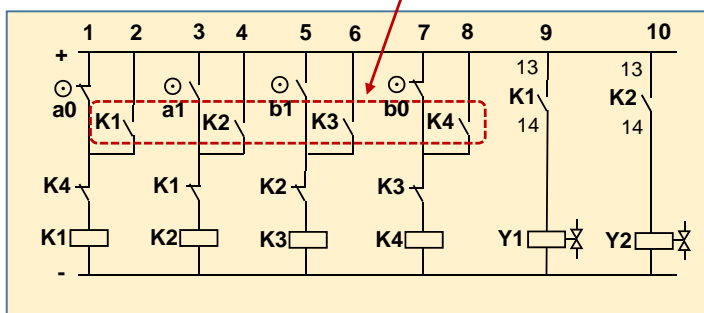 1 2 3 4 5 6 7 8 9 10
+
13 13
a0 a1 b1 b0
K1 K2 K3 K4 K1 K2
14 14
K4 K1 K2 K3
K1 K2 K3 K4 Y1 Y2
-